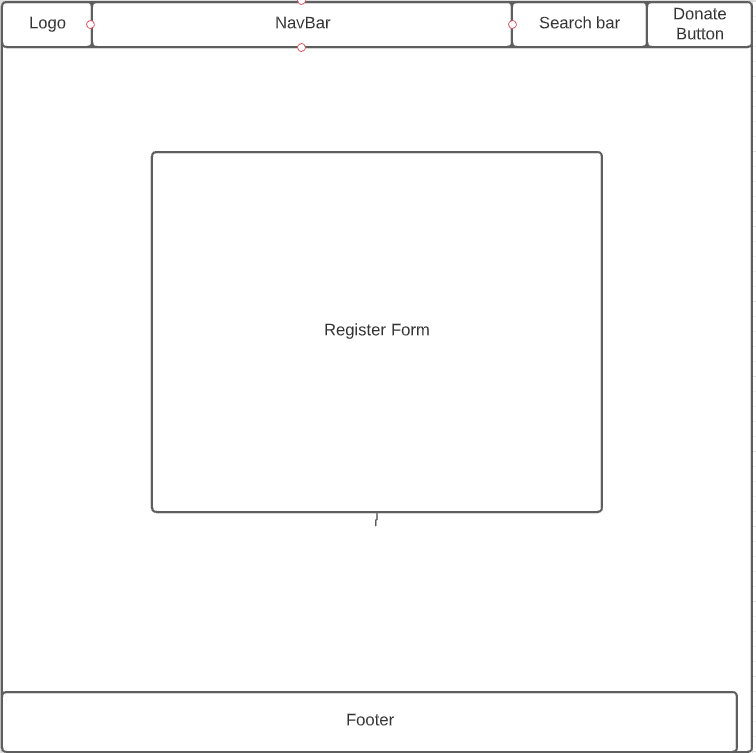 Logo
NavBar
Search bar
Donate
Button
Register Form
Footer